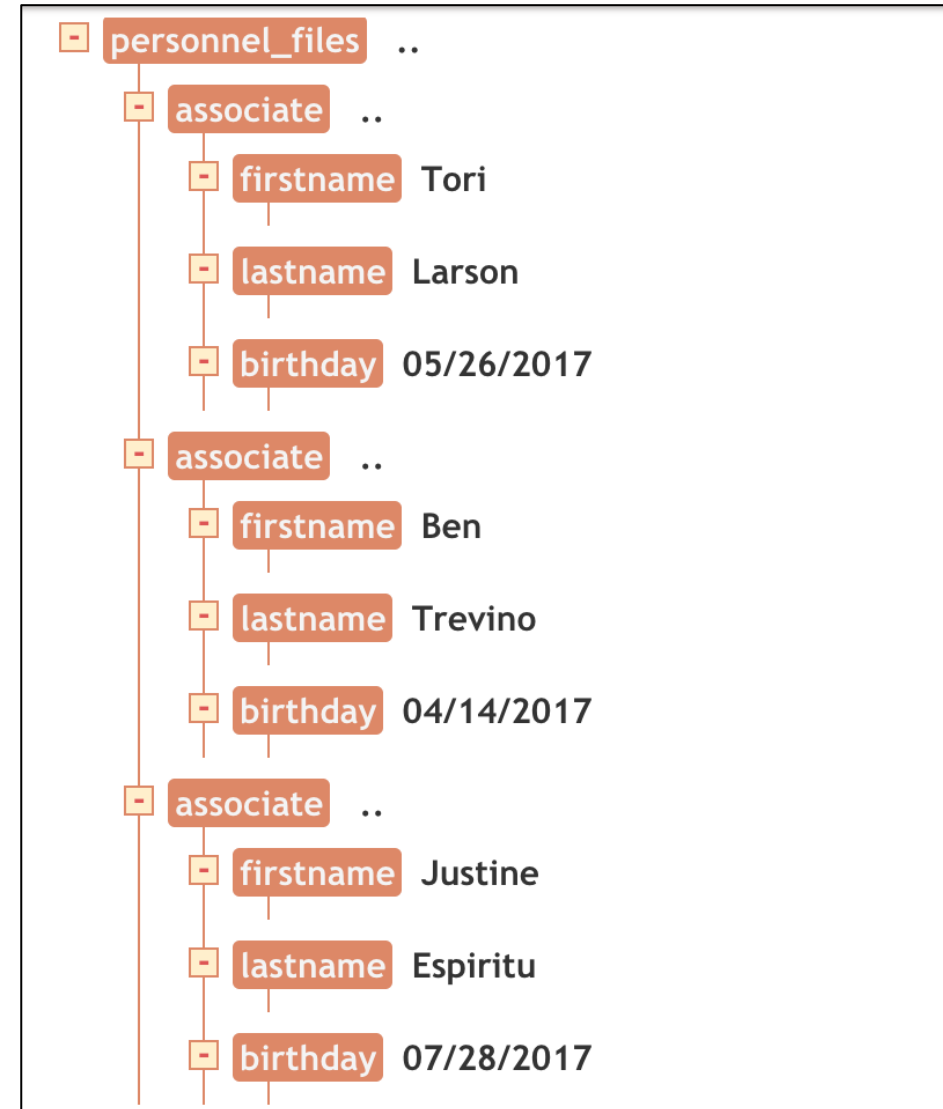 - personnel_files ..
- associate ..
- firstname Tori
- lastname Larson
- birthday 05/26/2017
- associate ..
- firstname Ben
- lastname Trevino
- birthday 04/14/2017
- associate ..
- firstname Justine
- lastname Espiritu
- birthday 07/28/2017